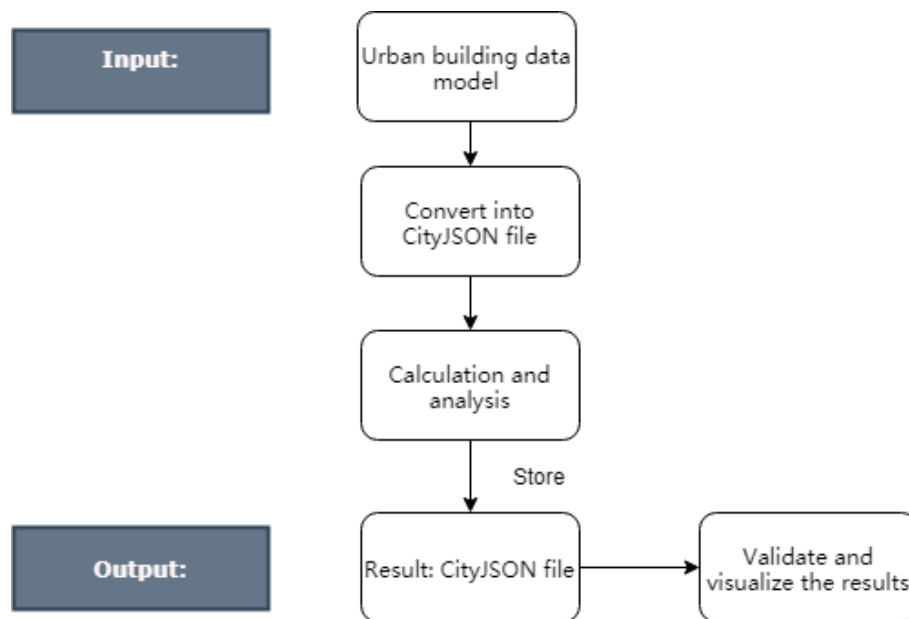 Input:
Urban building data
model
Convert into
CityJSON file
Calculation and
analysis
Store
Output:
Result: CityJSON file
Validate and
visualize the results